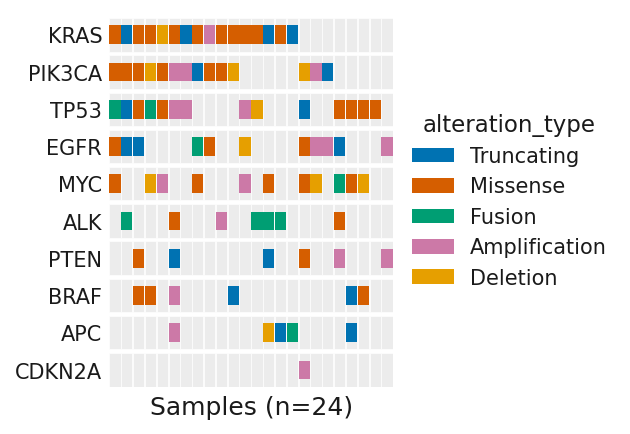 KRAS
PIK3CA
TP53
EGFR
MYC
ALK
PTEN
BRAF
APC
CDKN2A
Samples (n=24)
alteration_type
Truncating
Missense
Fusion
Amplification
Deletion